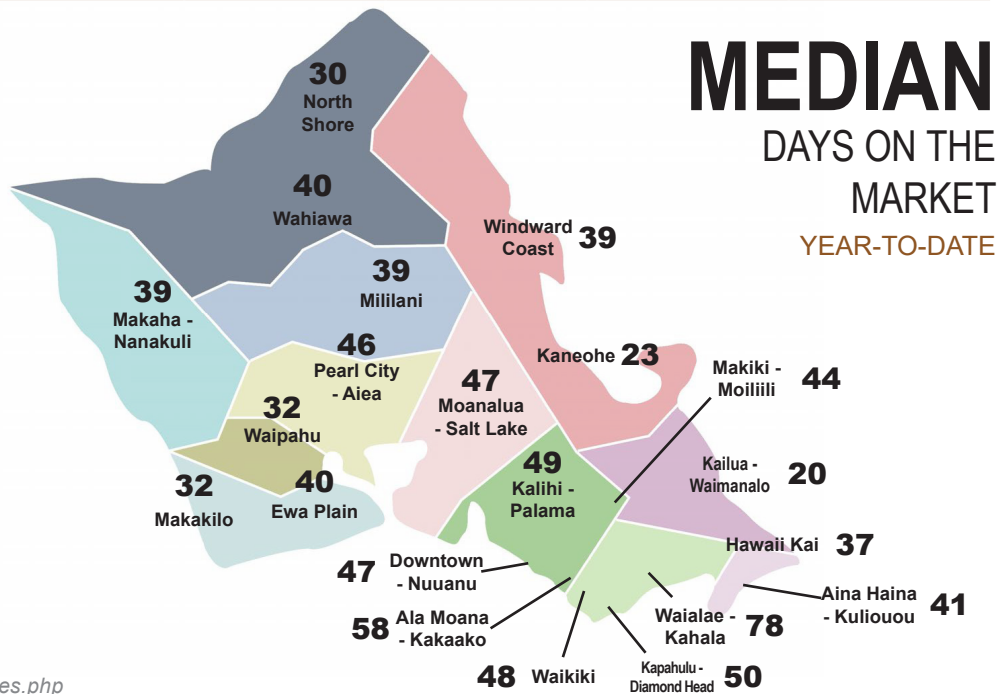 MEDIAN
DAYS ON THE
MARKET
YEAR-TO-DATE
30
North
Shore
40
Wahiawa
Windward
Coast 39
39
Mililani
39
Makaha -
Nanakuli
46
Pearl City
- Aiea
Kaneohe 23
47
Moanalua
- Salt Lake
Makiki -
Moiliili 44
32
Waipahu
49
Kalihi -
Palama
Kailua -
Waimanalo 20
32
Makakilo
40
Ewa Plain
Hawaii Kai 37
47 Downtown
- Nuuanu
Aina Haina
- Kuliouou 41
58 Ala Moana
- Kakaako
Waialae -
Kahala 78
48 Waikiki
Kapahulu -
Diamond Head 50
es.php